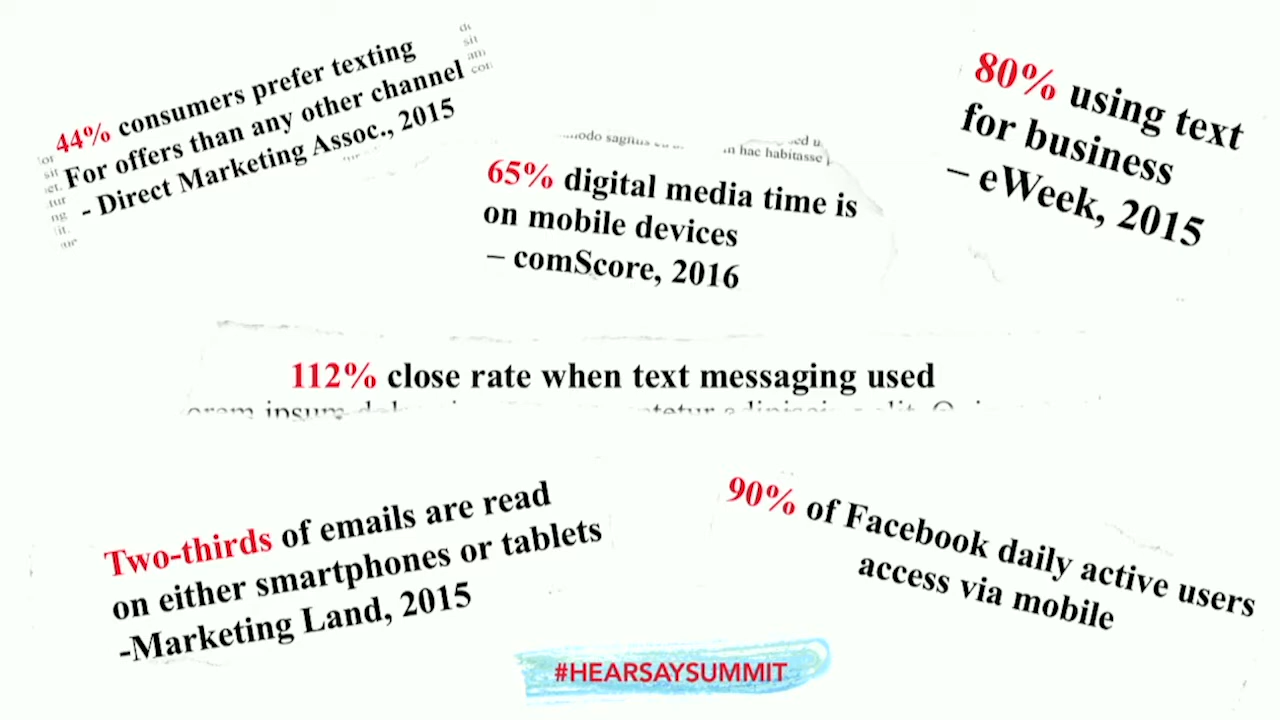 44% consumers prefer texting
For offers than any other channel
- Direct Marketing Assoc., 2015
80% using text
for business
– eWeek, 2015
hac habitasse
65% digital media time is
on mobile devices
– comScore, 2016
112% close rate when text messaging used
Two-thirds of emails are read
on either smartphones or tablets
-Marketing Land, 2015
90% of Facebook daily active users
access via mobile
#HEARSAYSUMMIT